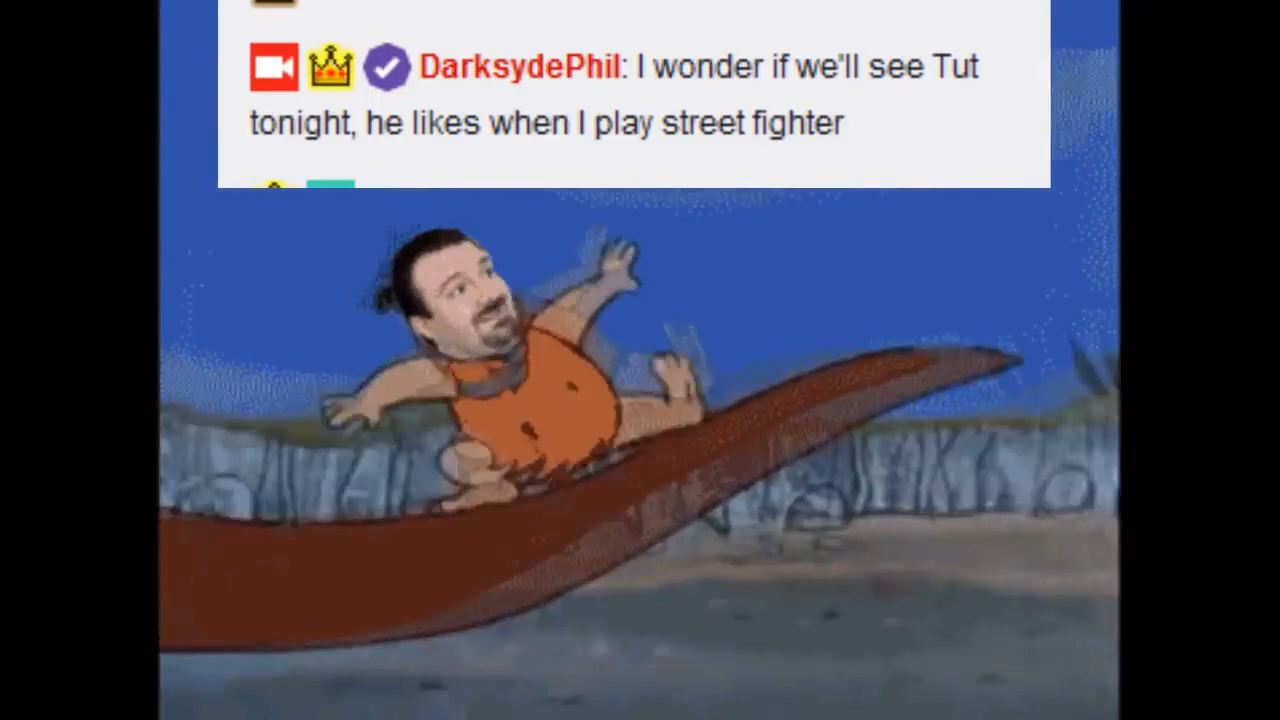 DarksydePhil: I wonder if we'll see Tut
tonight, he likes when I play street fighter